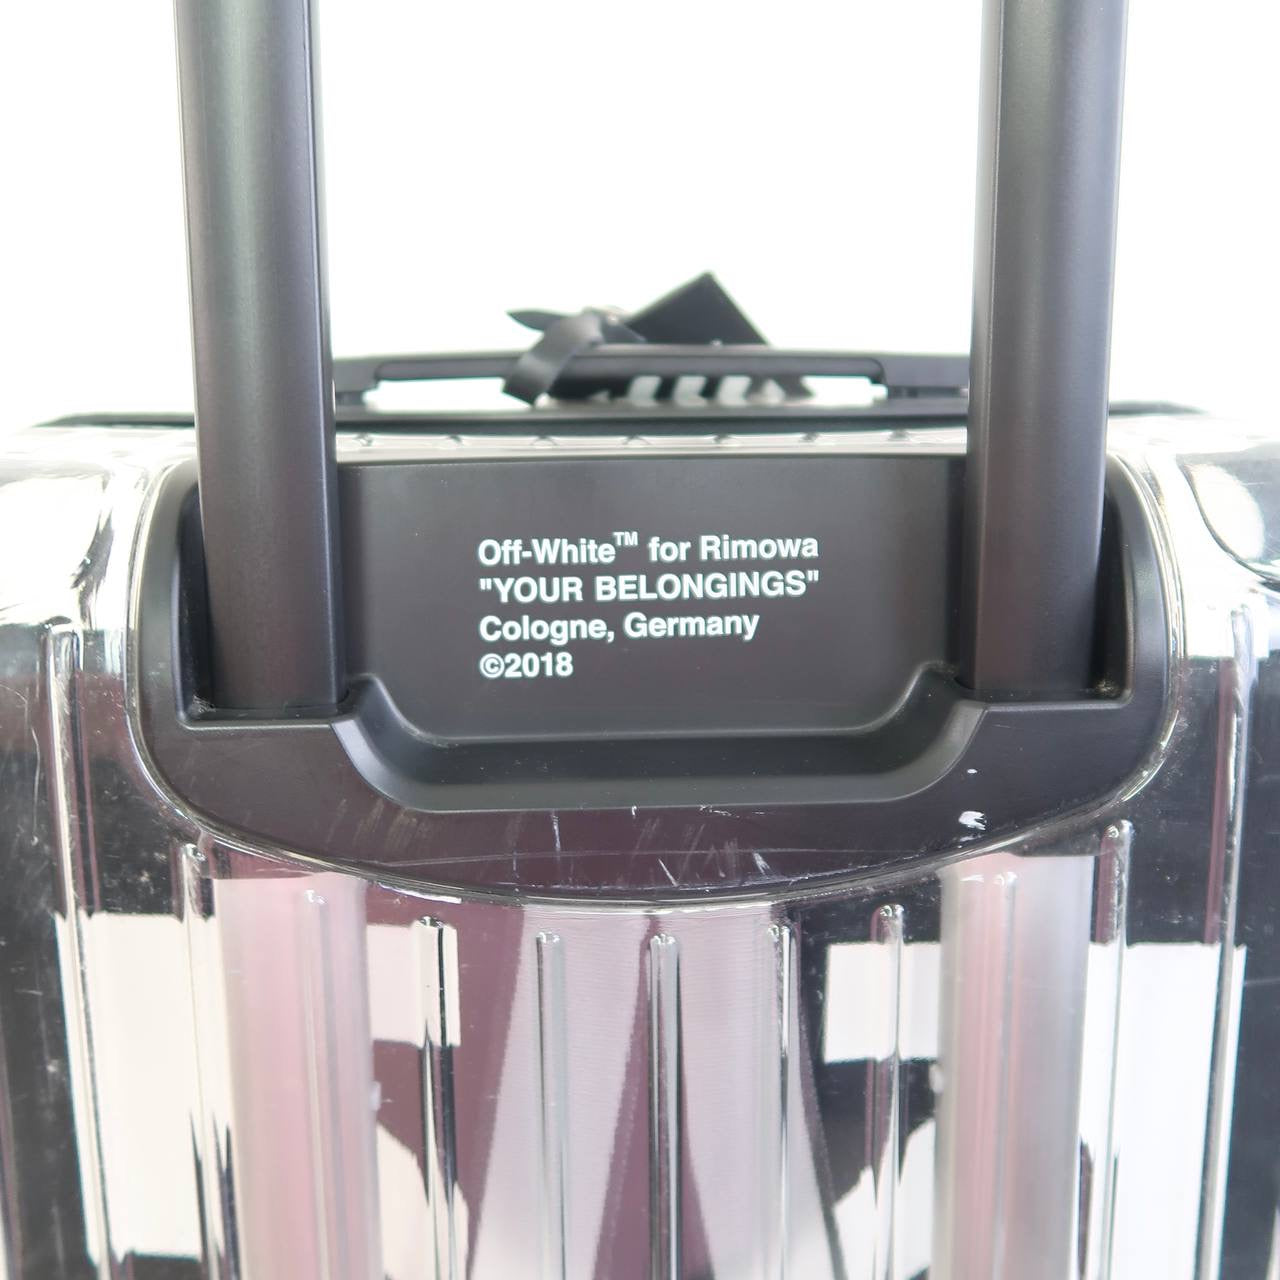 Off-White™ for Rimowa
"YOUR BELONGINGS"
Cologne, Germany
©2018